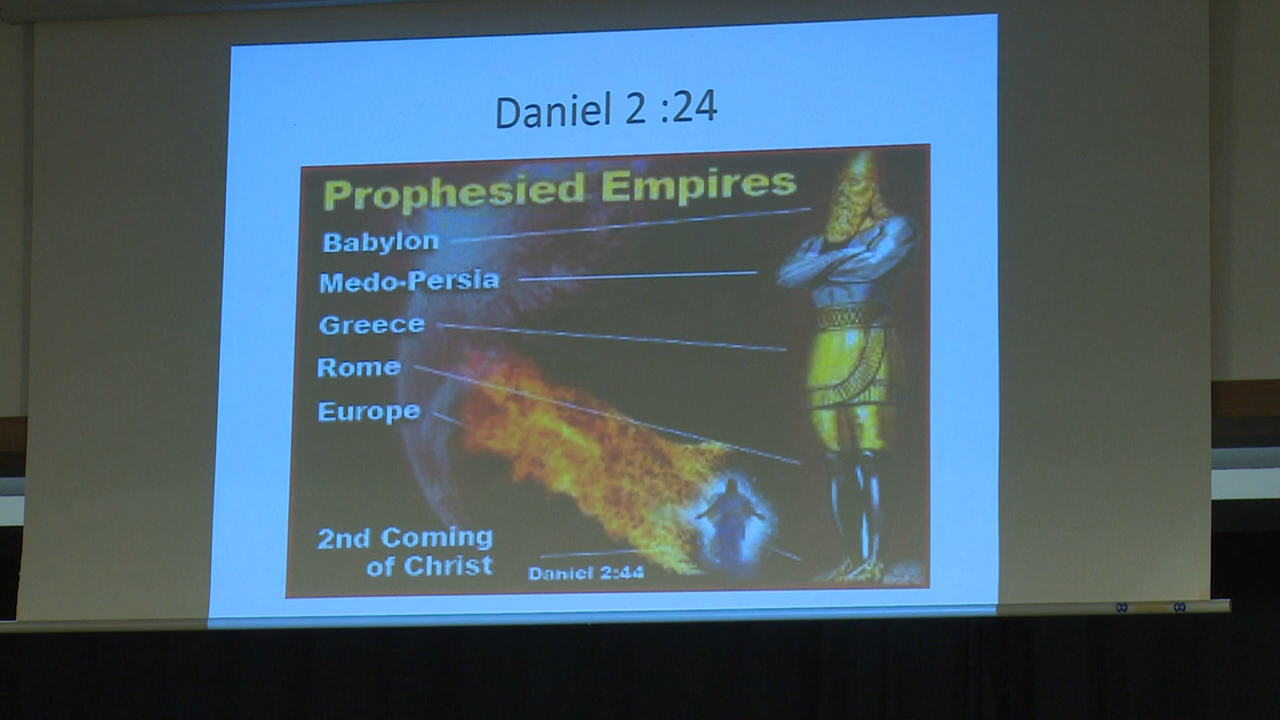 Daniel 2 :24
Prophesied Empires
Babylon
Medo-Persia
Greece
Rome
Europe
2nd Coming
of Christ
Daniel 2:44